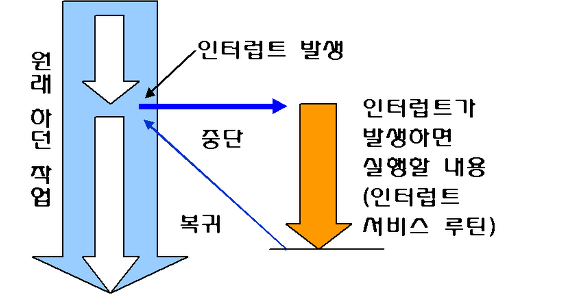 원래 하던 작업
인터럽트 발생
중단
복귀
인터럽트가
발생하면
실행할 내용
(인터럽트
서비스 루틴)